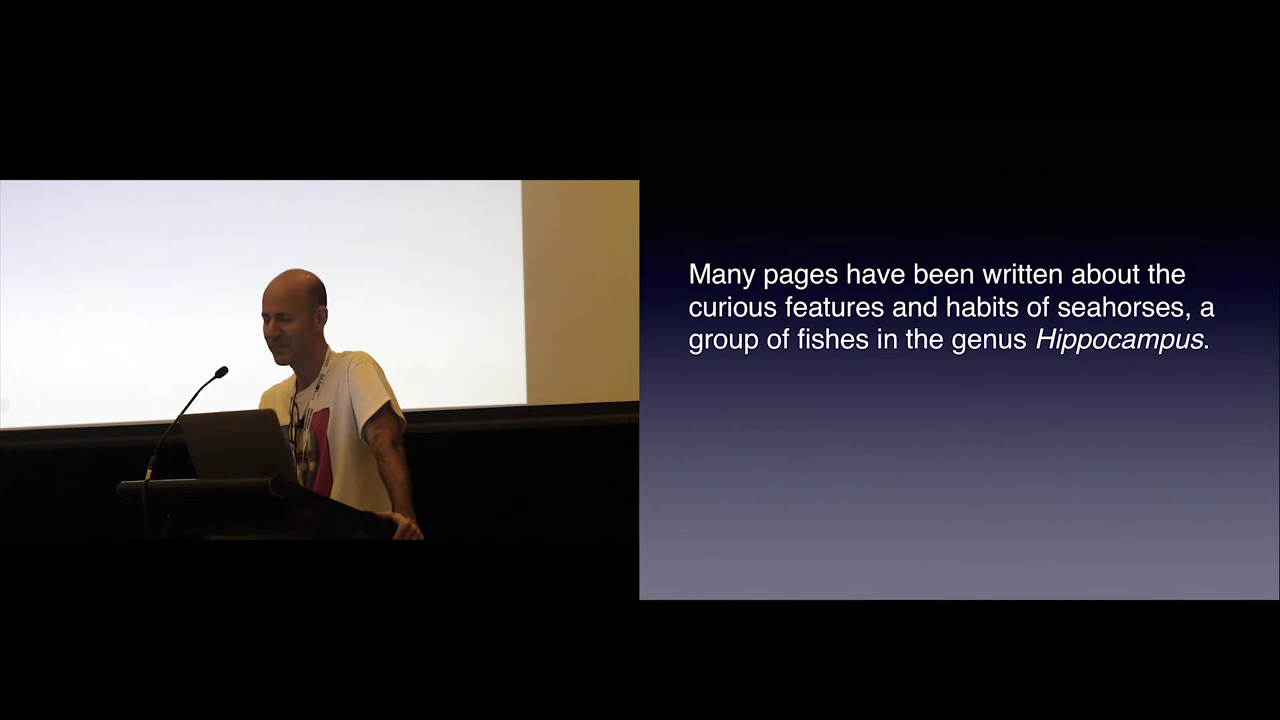 Many pages have been written about the
curious features and habits of seahorses, a
group of fishes in the genus Hippocampus.